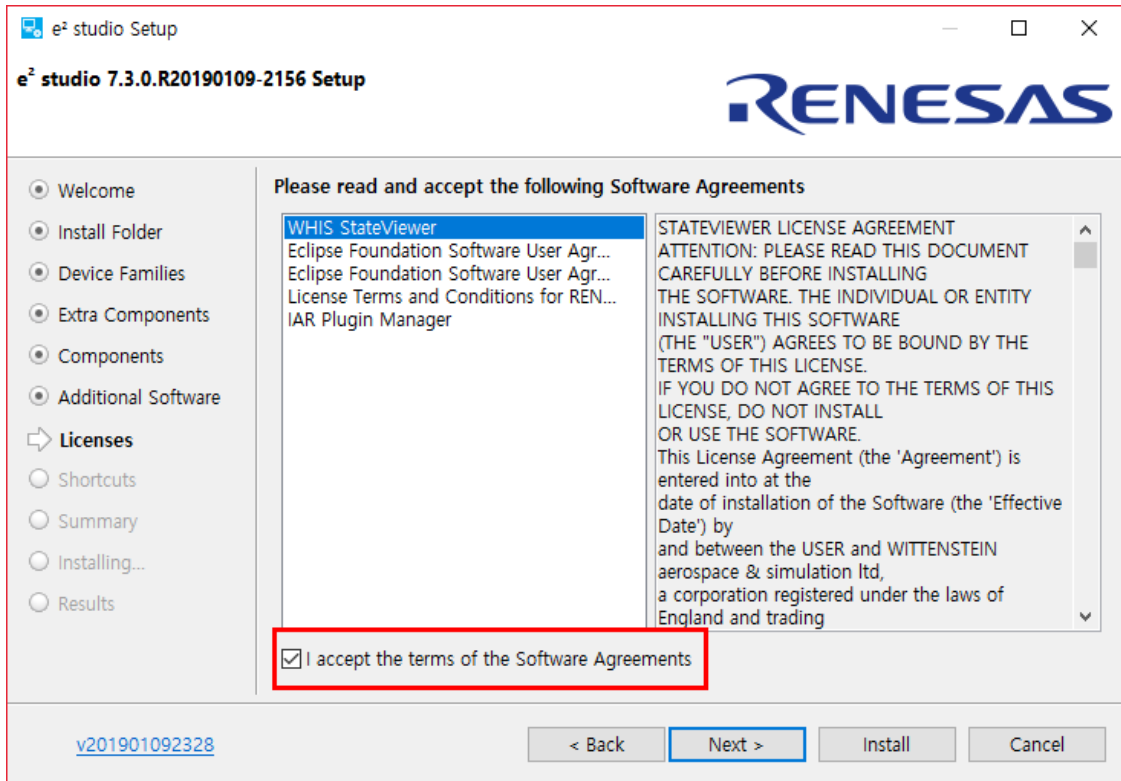 e² studio Setup
e² studio 7.3.0.R20190109-2156 Setup
RENESAS
Welcome
Install Folder
Device Families
Extra Components
Components
Additional Software
Licenses
Shortcuts
Summary
Installing...
Results
Please read and accept the following Software Agreements
WHIS StateViewer
Eclipse Foundation Software User Agr...
Eclipse Foundation Software User Agr...
License Terms and Conditions for REN...
IAR Plugin Manager
STATEVIEWER LICENSE AGREEMENT
ATTENTION: PLEASE READ THIS DOCUMENT
CAREFULLY BEFORE INSTALLING
THE SOFTWARE. THE INDIVIDUAL OR ENTITY
INSTALLING THIS SOFTWARE
(THE "USER") AGREES TO BE BOUND BY THE
TERMS OF THIS LICENSE.
IF YOU DO NOT AGREE TO THE TERMS OF THIS
LICENSE, DO NOT INSTALL
OR USE THE SOFTWARE.
This License Agreement (the 'Agreement') is
entered into at the
date of installation of the Software (the 'Effective
Date') by
and between the USER and WITTENSTEIN
aerospace & simulation ltd,
a corporation registered under the laws of
England and trading
I accept the terms of the Software Agreements
v201901092328
< Back
Next >
Install
Cancel